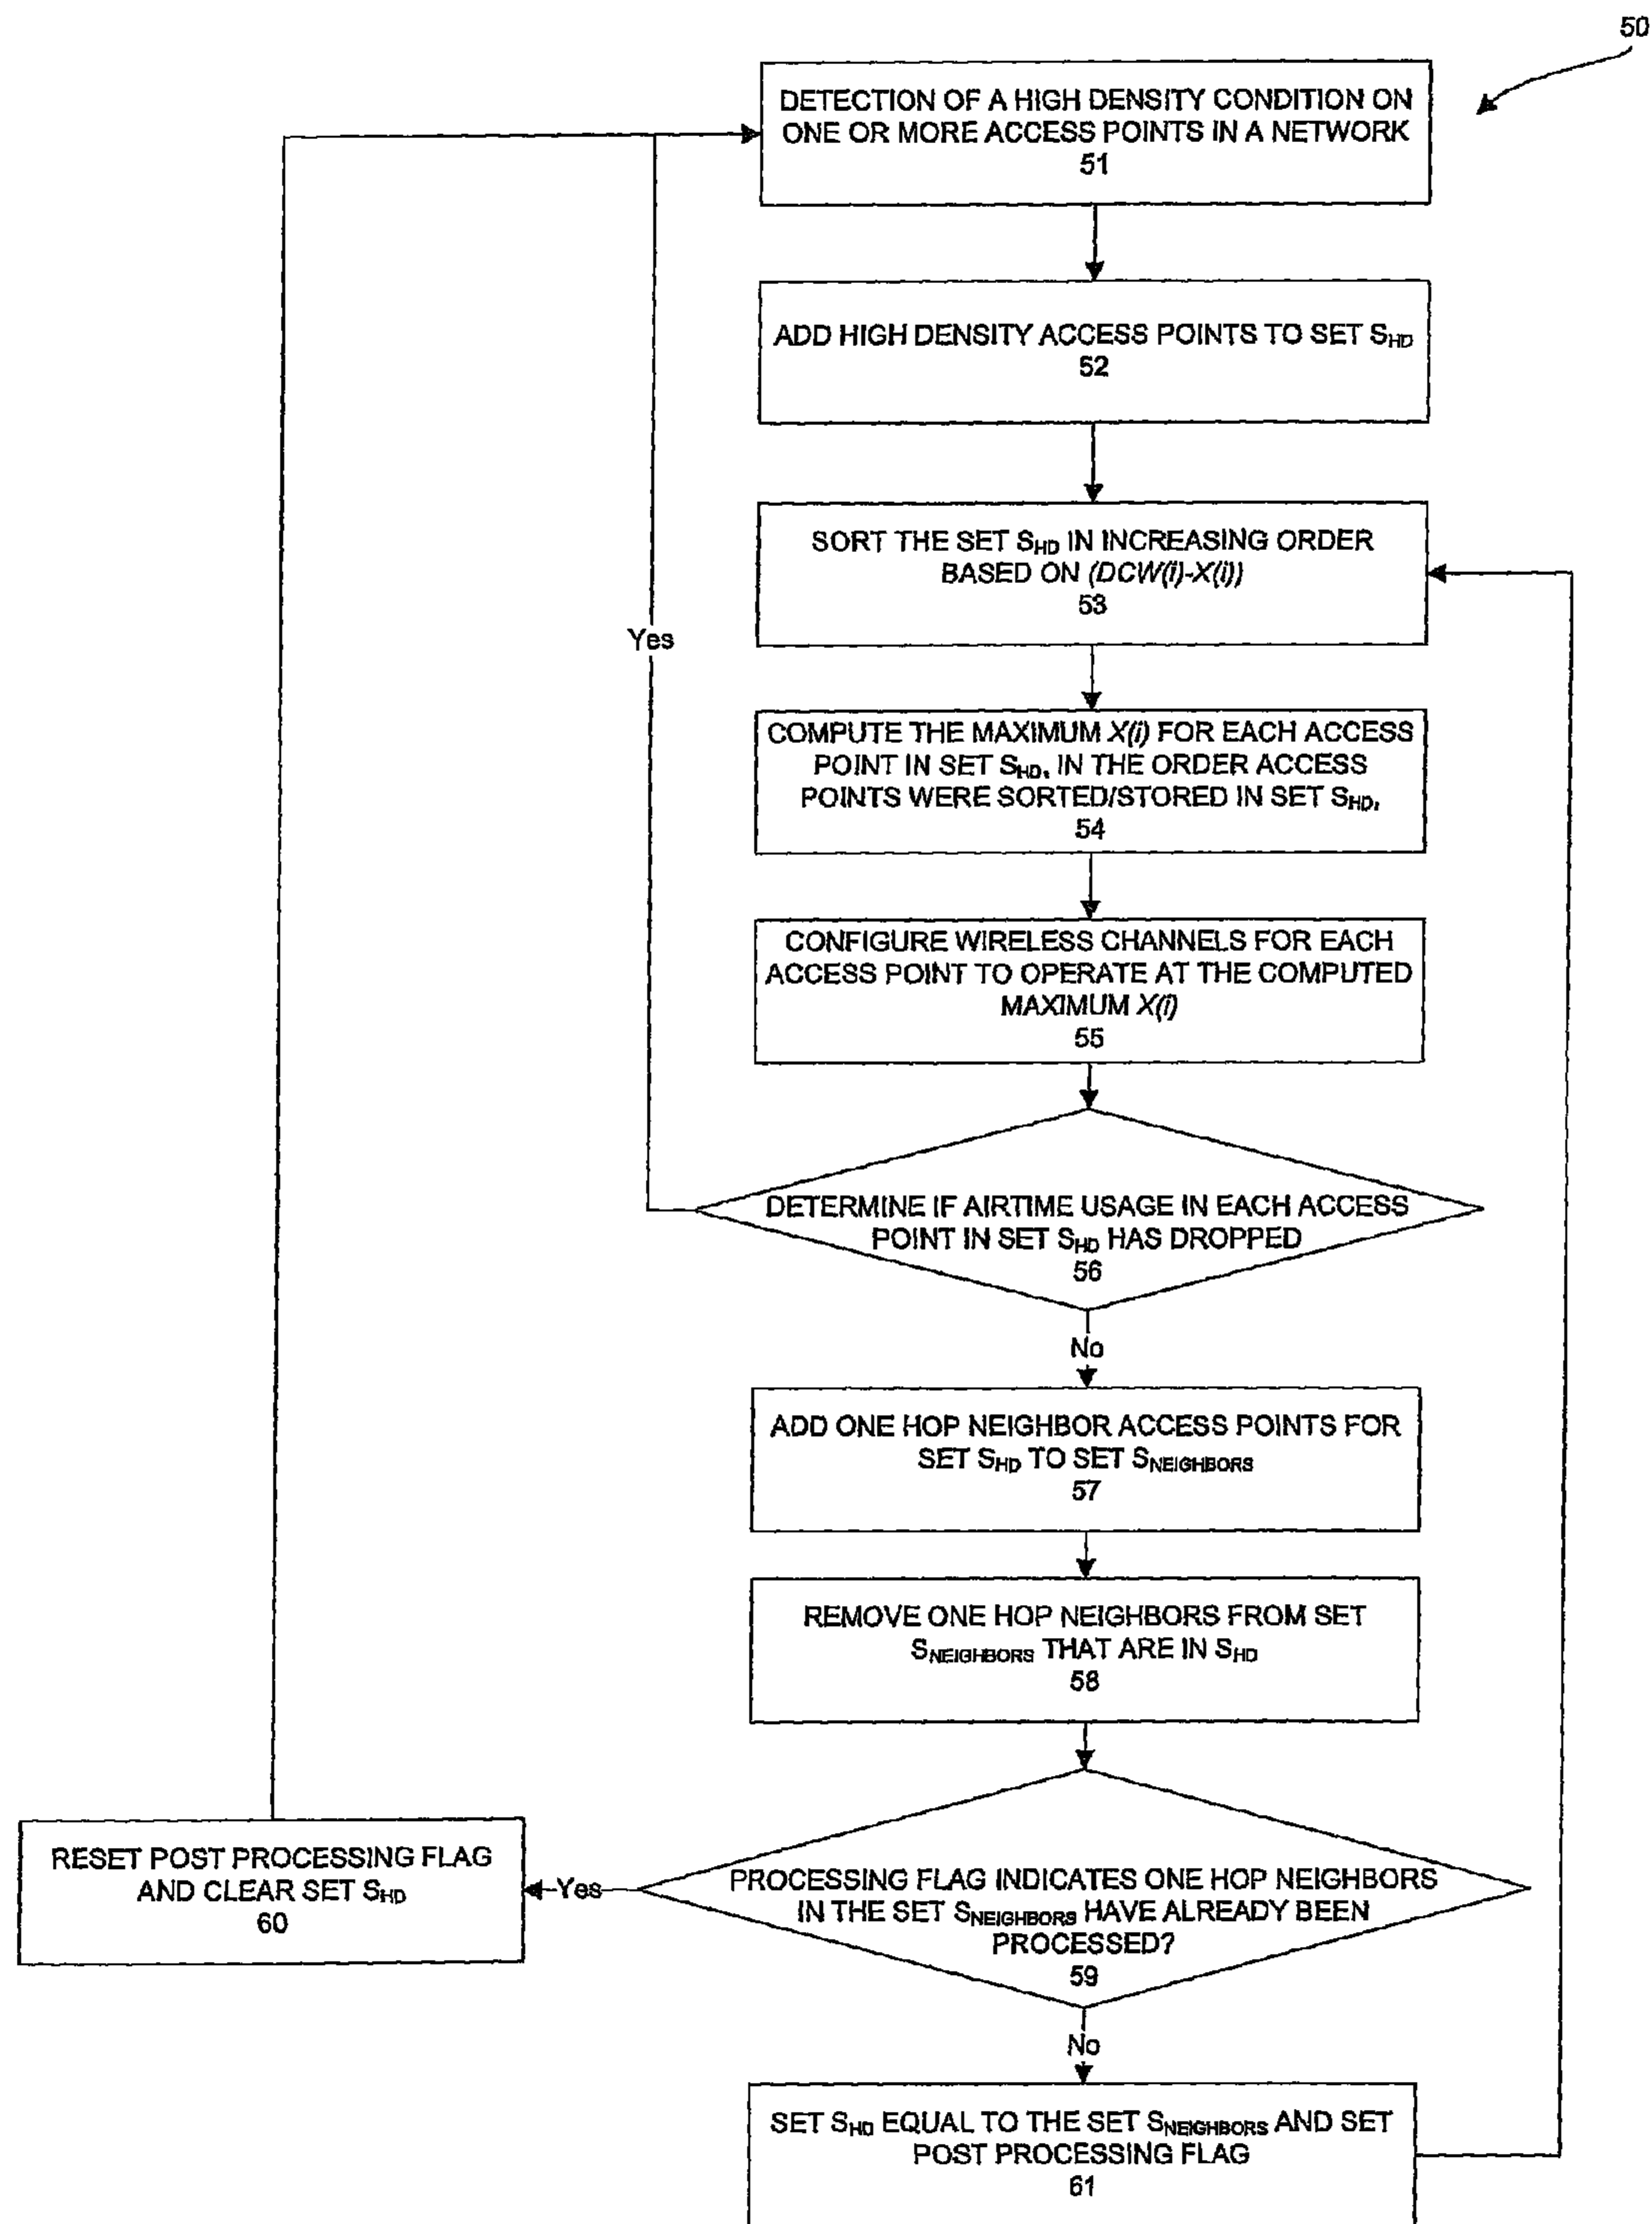 50
DETECTION OF A HIGH DENSITY CONDITION ON
ONE OR MORE ACCESS POINTS IN A NETWORK
51
ADD HIGH DENSITY ACCESS POINTS TO SET SHD
52
SORT THE SET SHD IN INCREASING ORDER
BASED ON (DCW(i)-X(i))
53
Yes
COMPUTE THE MAXIMUM X(i) FOR EACH ACCESS
POINT IN SET SHD, IN THE ORDER ACCESS
POINTS WERE SORTED/STORED IN SET SHD,
54
CONFIGURE WIRELESS CHANNELS FOR EACH
ACCESS POINT TO OPERATE AT THE COMPUTED
MAXIMUM X(i)
55
DETERMINE IF AIRTIME USAGE IN EACH ACCESS
POINT IN SET SHD HAS DROPPED
56
No
ADD ONE HOP NEIGHBOR ACCESS POINTS FOR
SET SHD TO SET SNEIGHBORS
57
REMOVE ONE HOP NEIGHBORS FROM SET
SNEIGHBORS THAT ARE IN SHD
58
RESET POST PROCESSING FLAG
AND CLEAR SET SHD
60
Yes
PROCESSING FLAG INDICATES ONE HOP NEIGHBORS
IN THE SET SNEIGHBORS HAVE ALREADY BEEN
PROCESSED?
59
No
SET SHD EQUAL TO THE SET SNEIGHBORS AND SET
POST PROCESSING FLAG
61